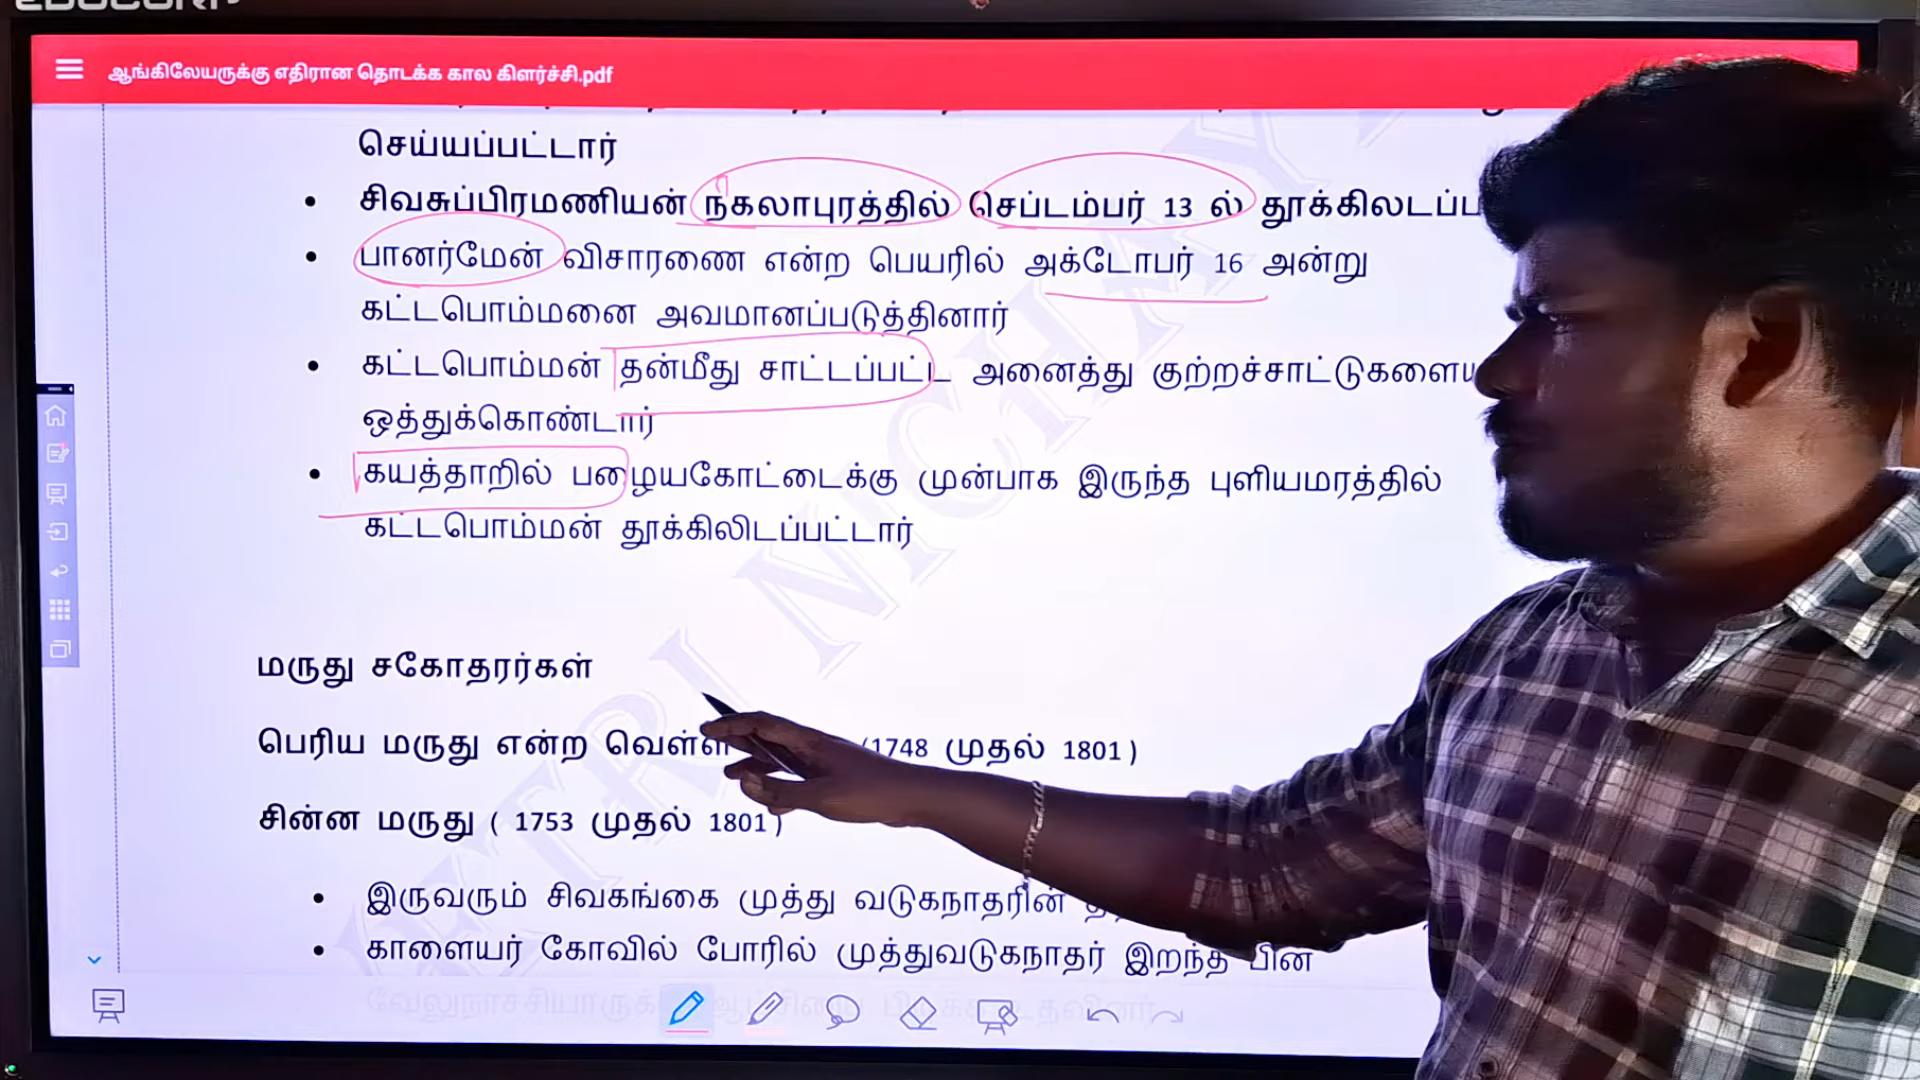 ஆங்கிலேயருக்கு எதிரான தொடக்க கால கிளர்ச்சி.pdf
செய்யப்பட்டார்
• சிவசுப்பிரமணியன் நகலாபுரத்தில் செப்டம்பர் 13 ல்
• பானர்மேன் விசாரணை என்ற பெயரில் அக்டோபர் 16 அன்று
கட்டபொம்மனை அவமானப்படுத்தினார்
• கட்டபொம்மன் தன்மீது சாட்டப்பட்ட அனைத்து
ஒத்துக்கொண்டார்
• கயத்தாறில் பழையகோட்டைக்கு முன்பாக இருந்த புளியமரத்தில்
கட்டபொம்மன் தூக்கிலிடப்பட்டார்
மருது சகோதரர்கள்
பெரிய மருது என்ற (1748 முதல் 1801 )
சின்ன மருது ( 1753 முதல் 1801)
• இருவரும் சிவகங்கை முத்து வடுகநாதரின்
• காளையர் கோவில் போரில் முத்துவடுகநாதர் இறந்த